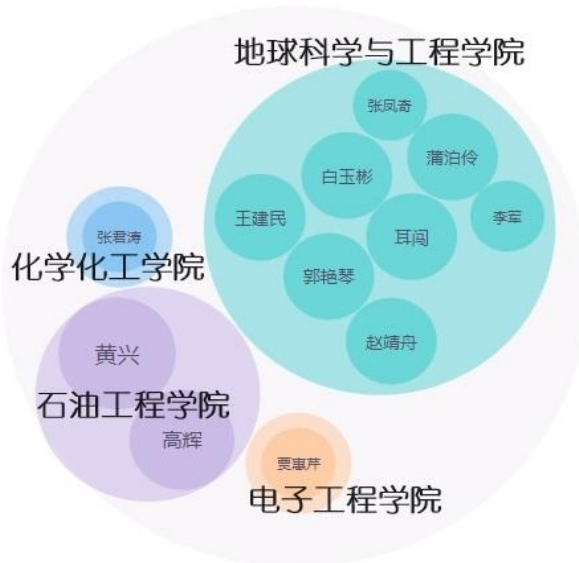 地球科学与工程学院
张凤奇
蒲泊伶
白玉彬
王建民
李军
耳闯
郭艳琴
赵靖舟
张君涛
化学化工学院
黄兴
石油工程学院
高辉
贾惠芹
电子工程学院